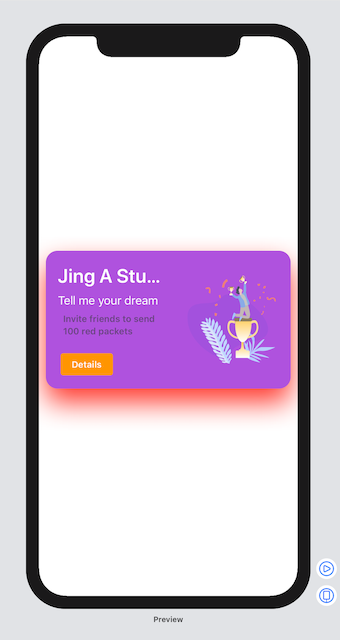 Jing A Stu...
Tell me your dream
Invite friends to send
100 red packets
Details
Preview